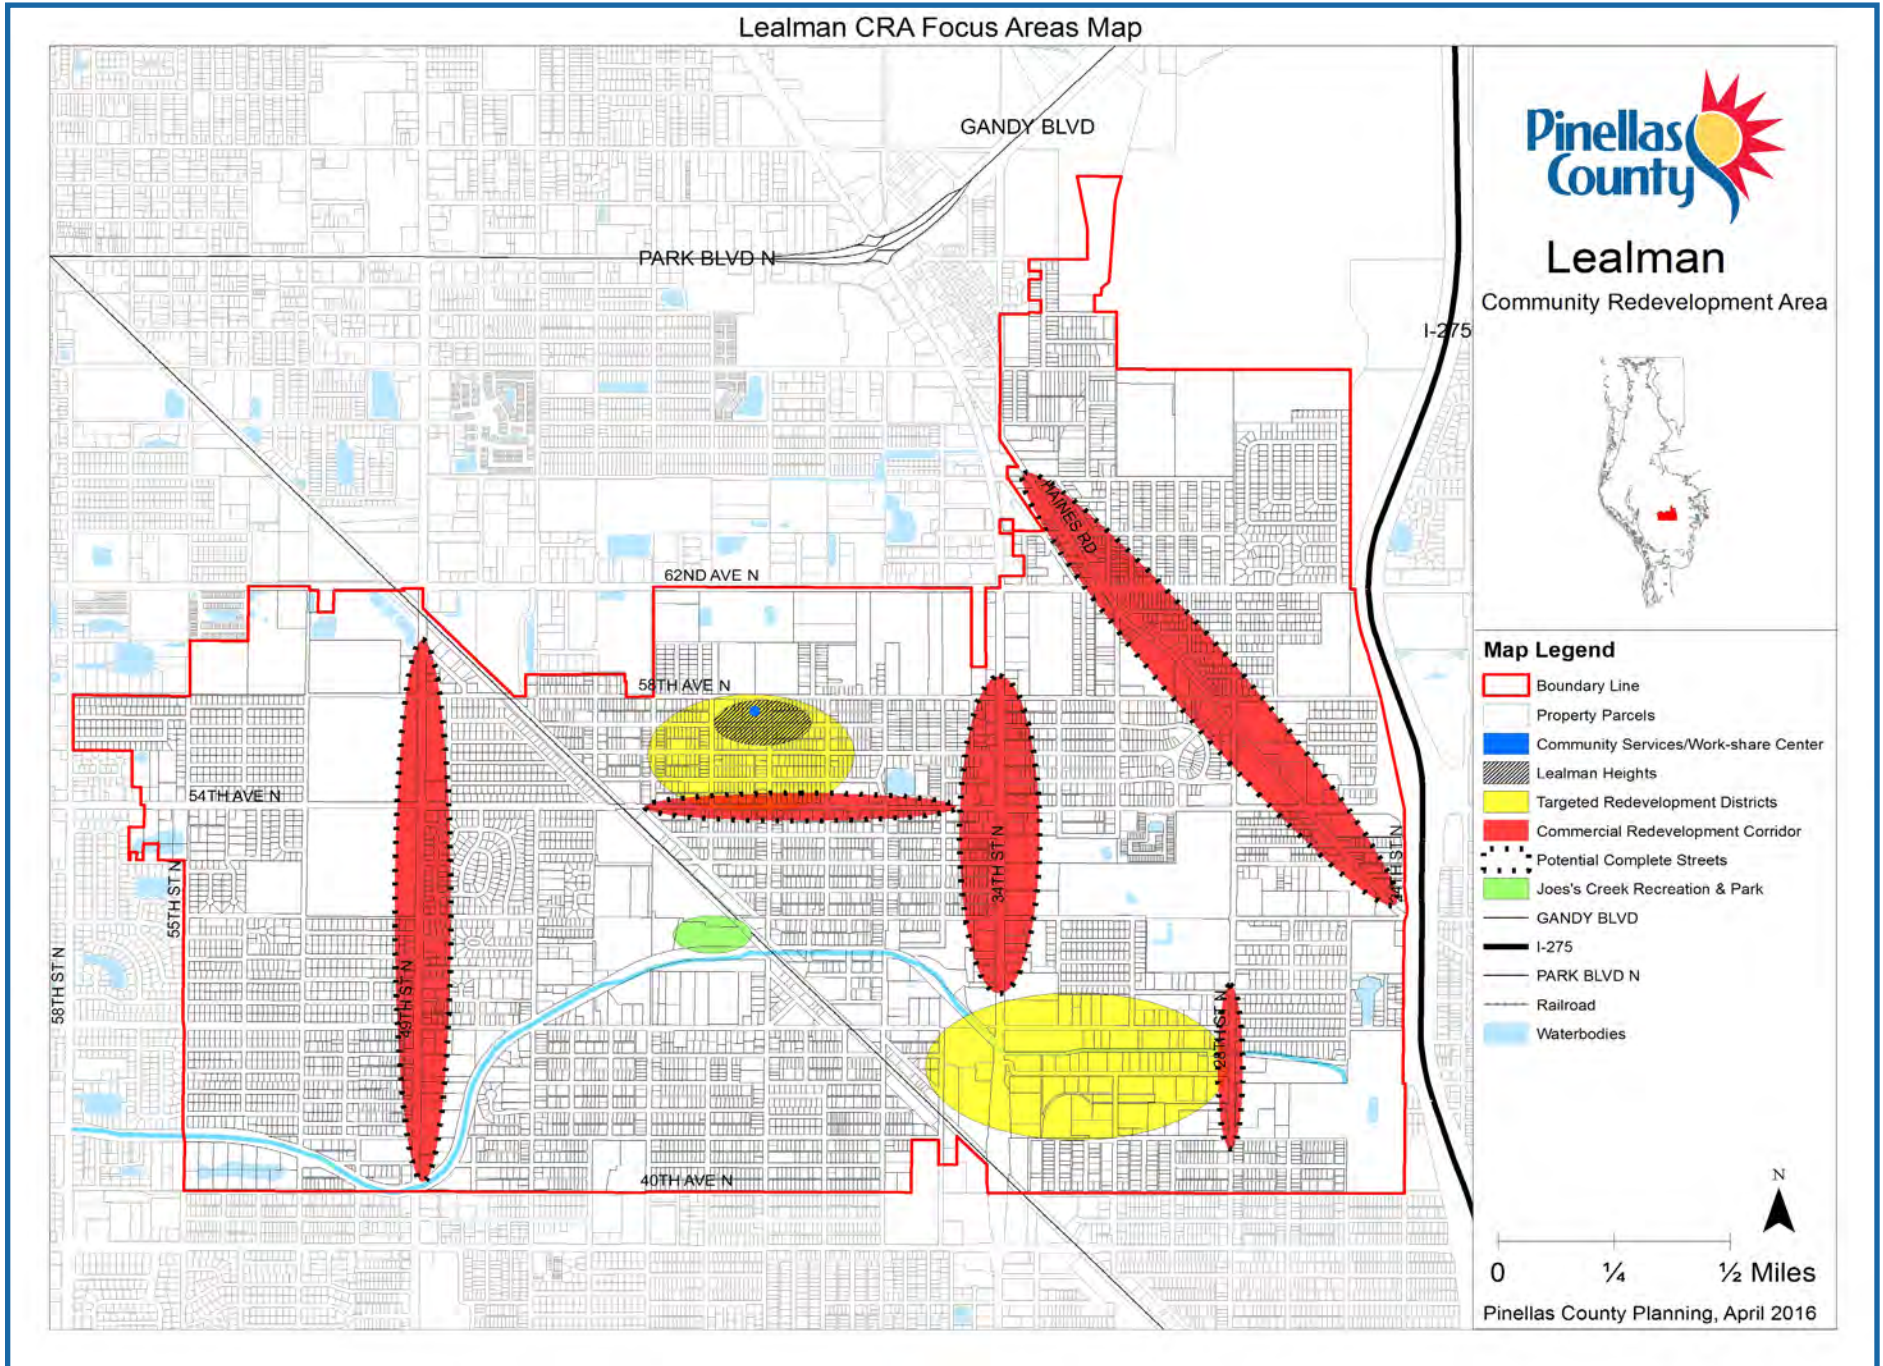 Lealman CRA Focus Areas Map
GANDY BLVD
PARK BLVD N
I-275
HAINES RD
62ND AVE N
58TH AVE N
54TH AVE N
34TH ST N
55TH ST N
49TH ST N
58TH ST N
28TH ST N
40TH AVE N
Pinellas
County
Lealman
Community Redevelopment Area
Map Legend
Boundary Line
Property Parcels
Community Services/Work-share Center
Lealman Heights
Targeted Redevelopment Districts
Commercial Redevelopment Corridor
Potential Complete Streets
Joes's Creek Recreation & Park
GANDY BLVD
I-275
PARK BLVD N
Railroad
Waterbodies
N
0 ¼ ½ Miles
Pinellas County Planning, April 2016